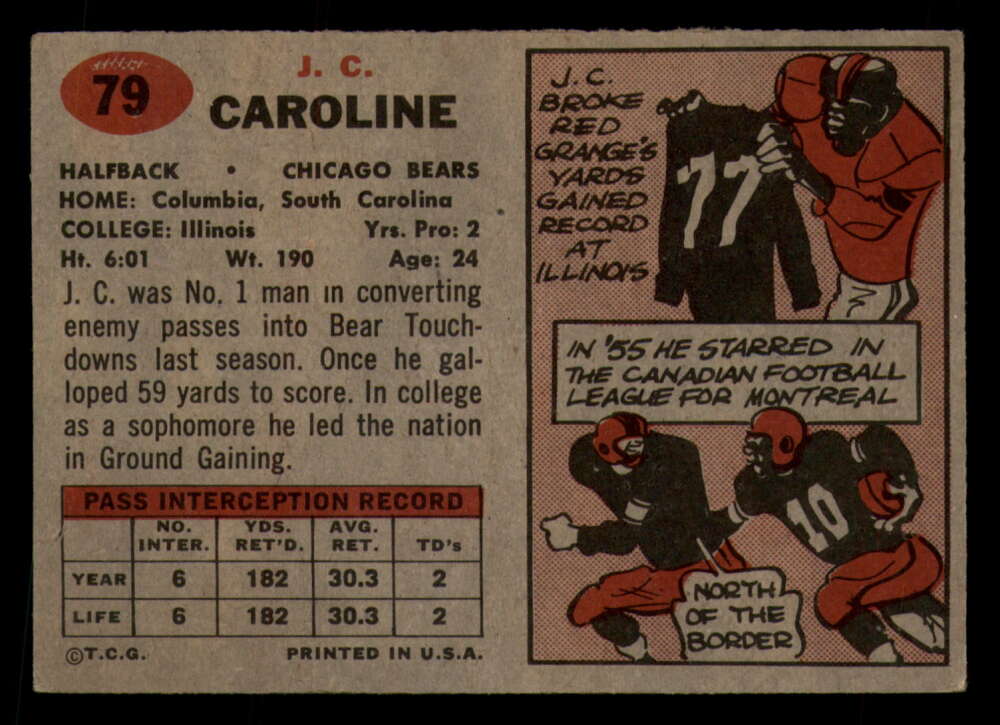 79
J. C.
CAROLINE
HALFBACK • CHICAGO BEARS
HOME: Columbia, South Carolina
COLLEGE: Illinois Yrs. Pro: 2
Ht. 6:01 Wt. 190 Age: 24
J. C. was No. 1 man in converting
enemy passes into Bear Touch-
downs last season. Once he gal-
loped 59 yards to score. In college
as a sophomore he led the nation
in Ground Gaining.
PASS INTERCEPTION RECORD
NO. INTER. YDS. RET'D. AVG. RET. TD's
YEAR 6 182 30.3 2
LIFE 6 182 30.3 2
©T.C.G. PRINTED IN U.S.A.
J. C.
BROKE
RED
GRANGE'S
YARDS
GAINED
RECORD
AT
ILLINOIS
77
IN '55 HE STARRED IN
THE CANADIAN FOOTBALL
LEAGUE FOR MONTREAL
10
NORTH
OF THE
BORDER